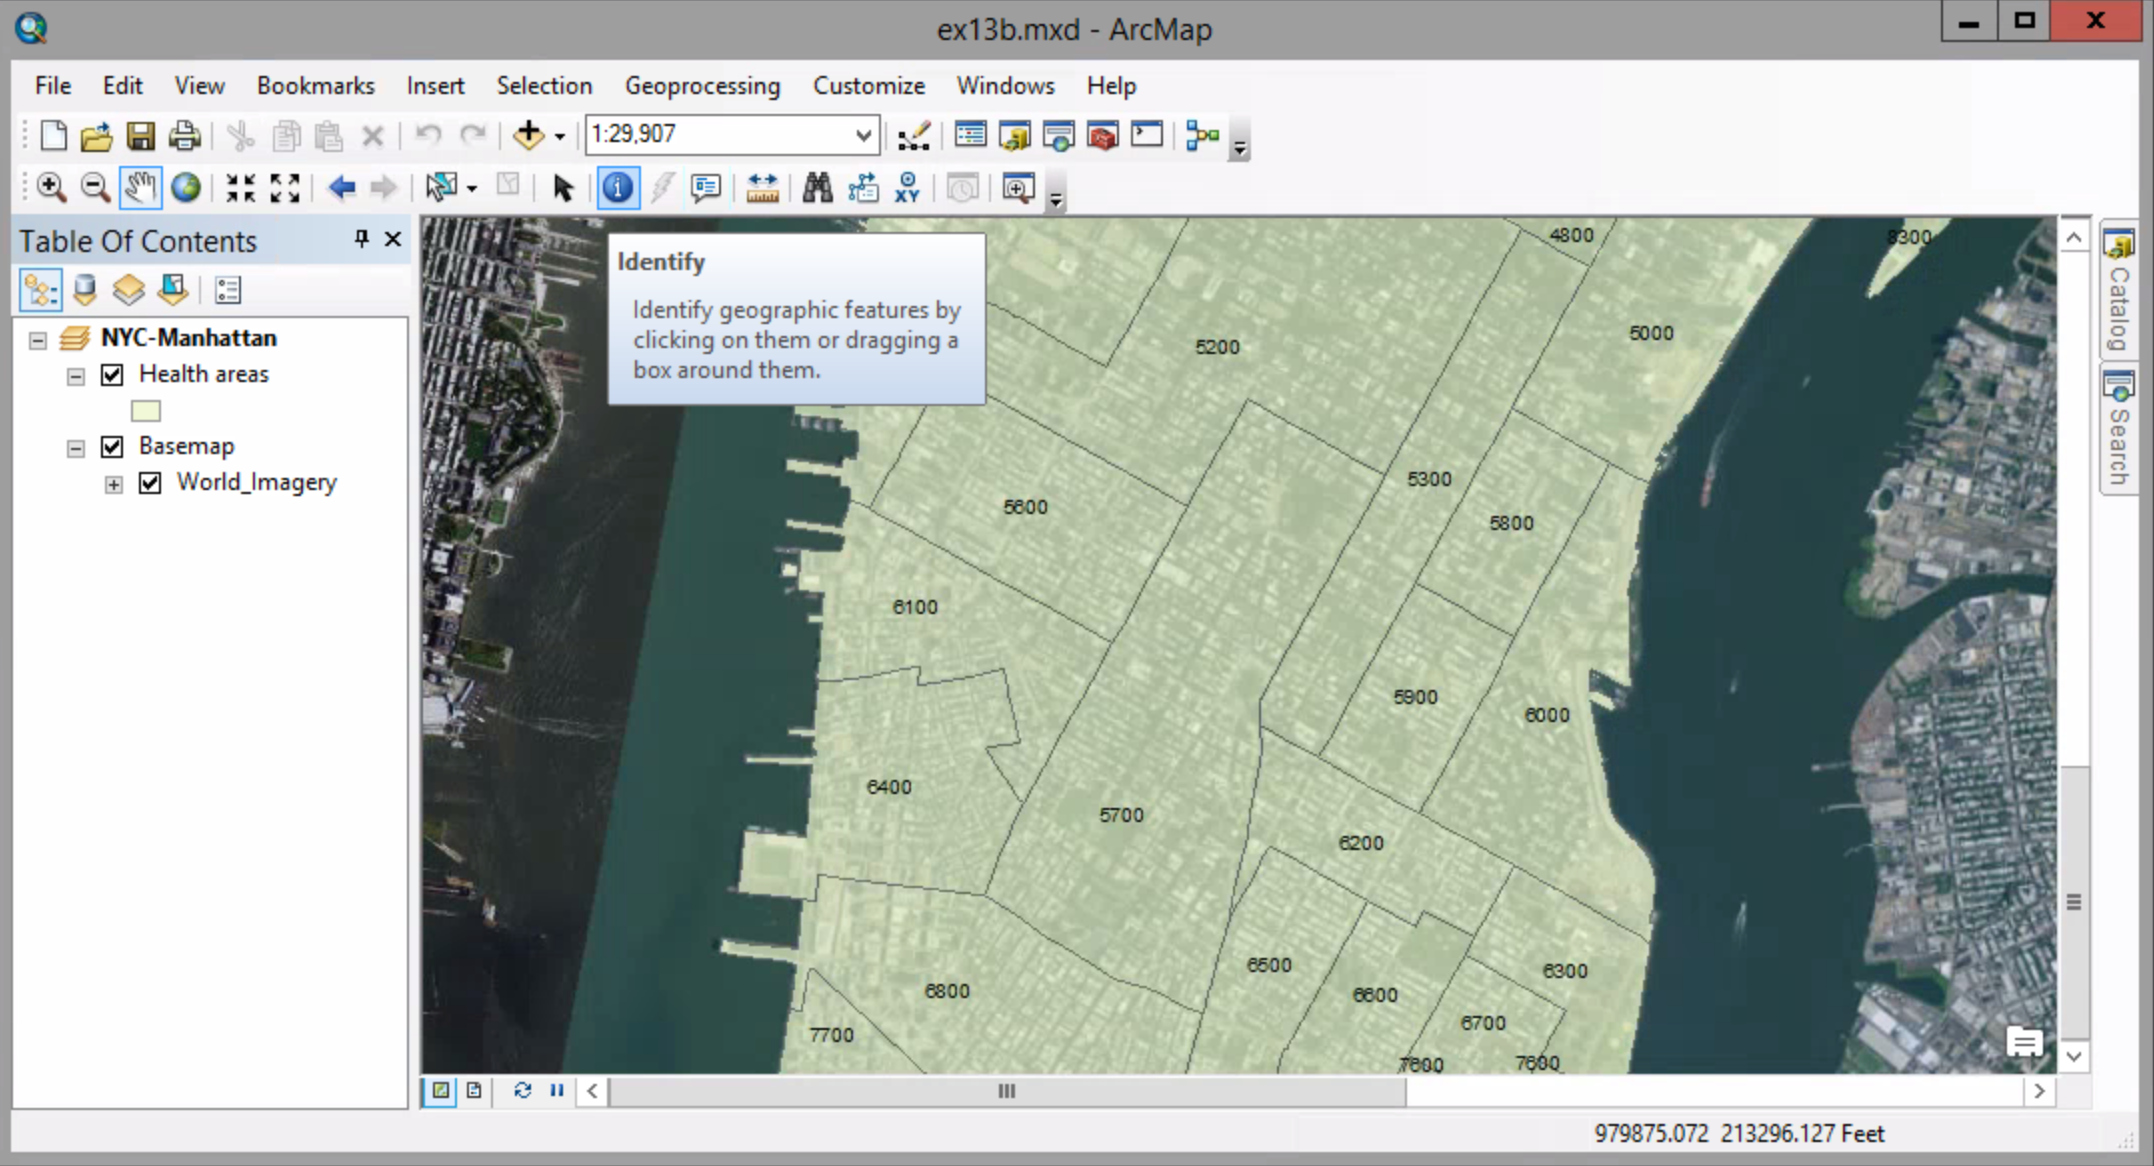 ex13b.mxd - ArcMap
File Edit View Bookmarks Insert Selection Geoprocessing Customize Windows Help
1:29,907
XY
Table Of Contents
NYC-Manhattan
Health areas
Basemap
World_Imagery
Identify
Identify geographic features by
clicking on them or dragging a
box around them.
4800
8300
5000
5200
5300
5600
5800
6100
5900
6000
6400
5700
6200
6500
6300
6800
6600
6700
7700
Catalog
Search
979875.072 213296.127 Feet